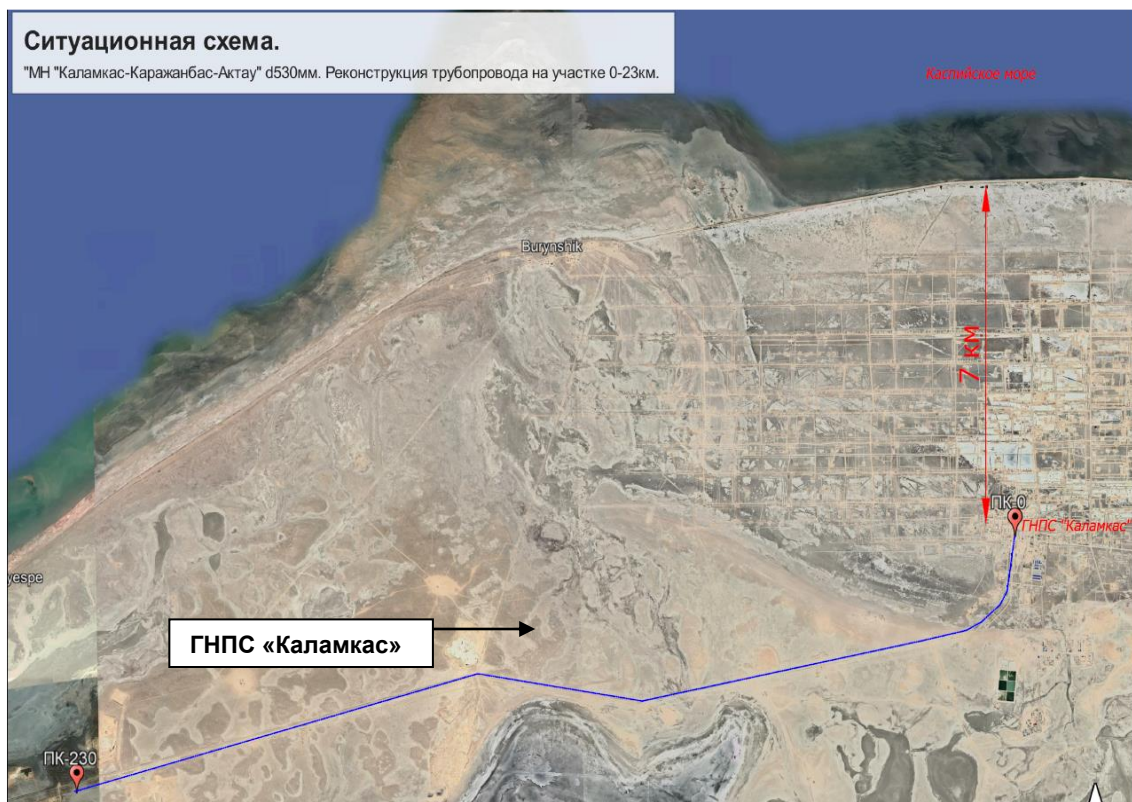 Ситуационная схема.
"МН "Каламкас-Каражанбас-Актау" d530мм. Реконструкция трубопровода на участке 0-23км.
Каспийское море
Burynshik
7 км
ПК-0
ГНПС "Каламкас"
yespe
ГНПС «Каламкас»
ПК-230